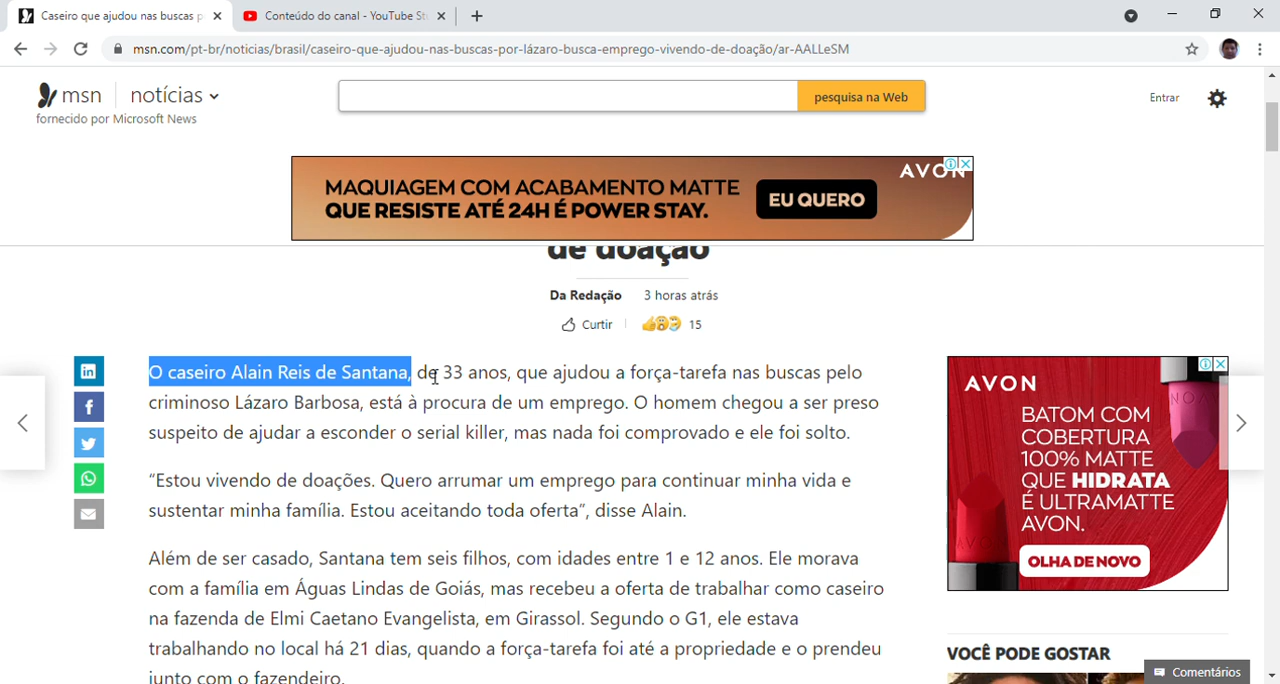 Caseiro que ajudou nas buscas p
Conteúdo do canal - YouTube St
msn.com/pt-br/noticias/brasil/caseiro-que-ajudou-nas-buscas-por-lázaro-busca-emprego-vivendo-de-doação/ar-AALLeSM
msn notícias
fornecido por Microsoft News
pesquisa na Web
Entrar
MAQUIAGEM COM ACABAMENTO MATTE
QUE RESISTE ATÉ 24H É POWER STAY.
EU QUERO
AVON
de doação
Da Redação 3 horas atrás
Curtir 15
O caseiro Alain Reis de Santana, de 33 anos, que ajudou a força-tarefa nas buscas pelo
criminoso Lázaro Barbosa, está à procura de um emprego. O homem chegou a ser preso
suspeito de ajudar a esconder o serial killer, mas nada foi comprovado e ele foi solto.
“Estou vivendo de doações. Quero arrumar um emprego para continuar minha vida e
sustentar minha família. Estou aceitando toda oferta”, disse Alain.
Além de ser casado, Santana tem seis filhos, com idades entre 1 e 12 anos. Ele morava
com a família em Águas Lindas de Goiás, mas recebeu a oferta de trabalhar como caseiro
na fazenda de Elmi Caetano Evangelista, em Girassol. Segundo o G1, ele estava
trabalhando no local há 21 dias, quando a força-tarefa foi até a propriedade e o prendeu
junto com o fazendeiro.
AVON
BATOM COM
COBERTURA
100% MATTE
QUE HIDRATA
É ULTRAMATTE
AVON.
OLHA DE NOVO
VOCÊ PODE GOSTAR
Comentários